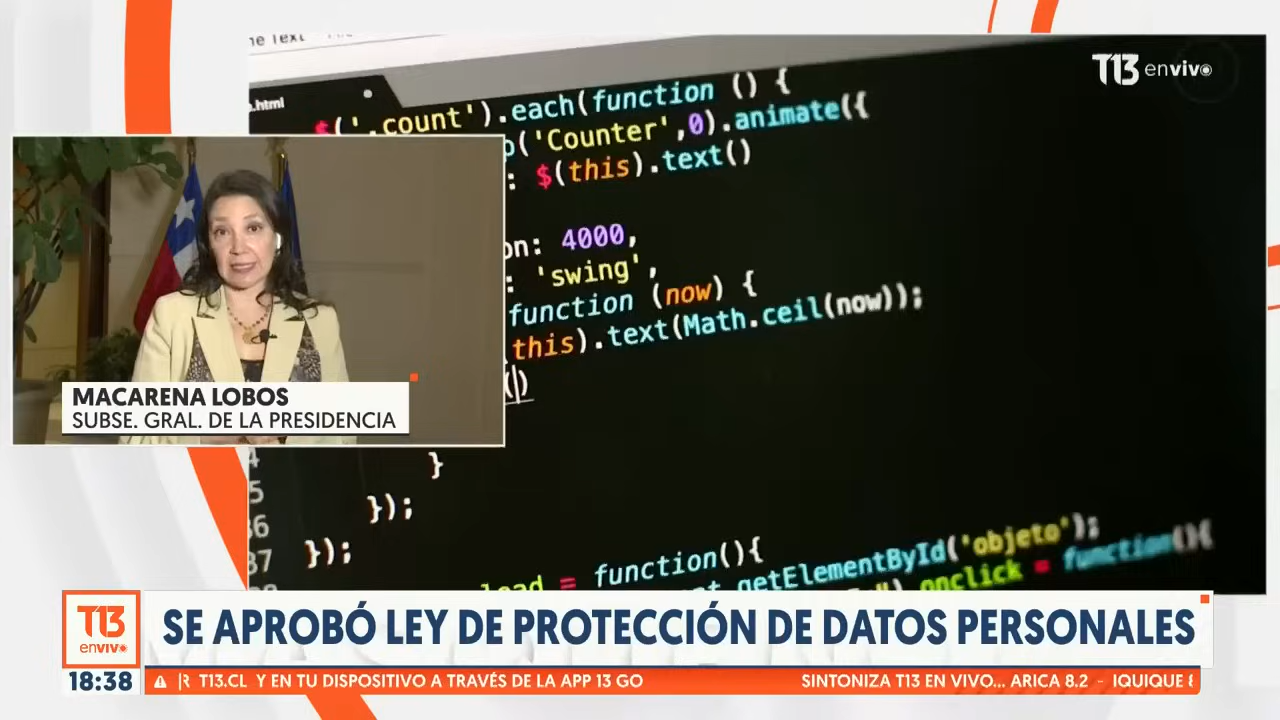 T13 envivo
.html
$('.count').each(function () {
('Counter',0).animate({
: $(this).text()
on: 4000,
: 'swing',
function (now) {
this).text(Math.ceil(now));
()
}
});
});
= function(){
getElementById('objeto');
onclick = function(){
MACARENA LOBOS
SUBSE. GRAL. DE LA PRESIDENCIA
T13 envivo
SE APROBÓ LEY DE PROTECCIÓN DE DATOS PERSONALES
18:38
T13.CL Y EN TU DISPOSITIVO A TRAVÉS DE LA APP 13 GO SINTONIZA T13 EN VIVO... ARICA 8.2 - IQUIQUE